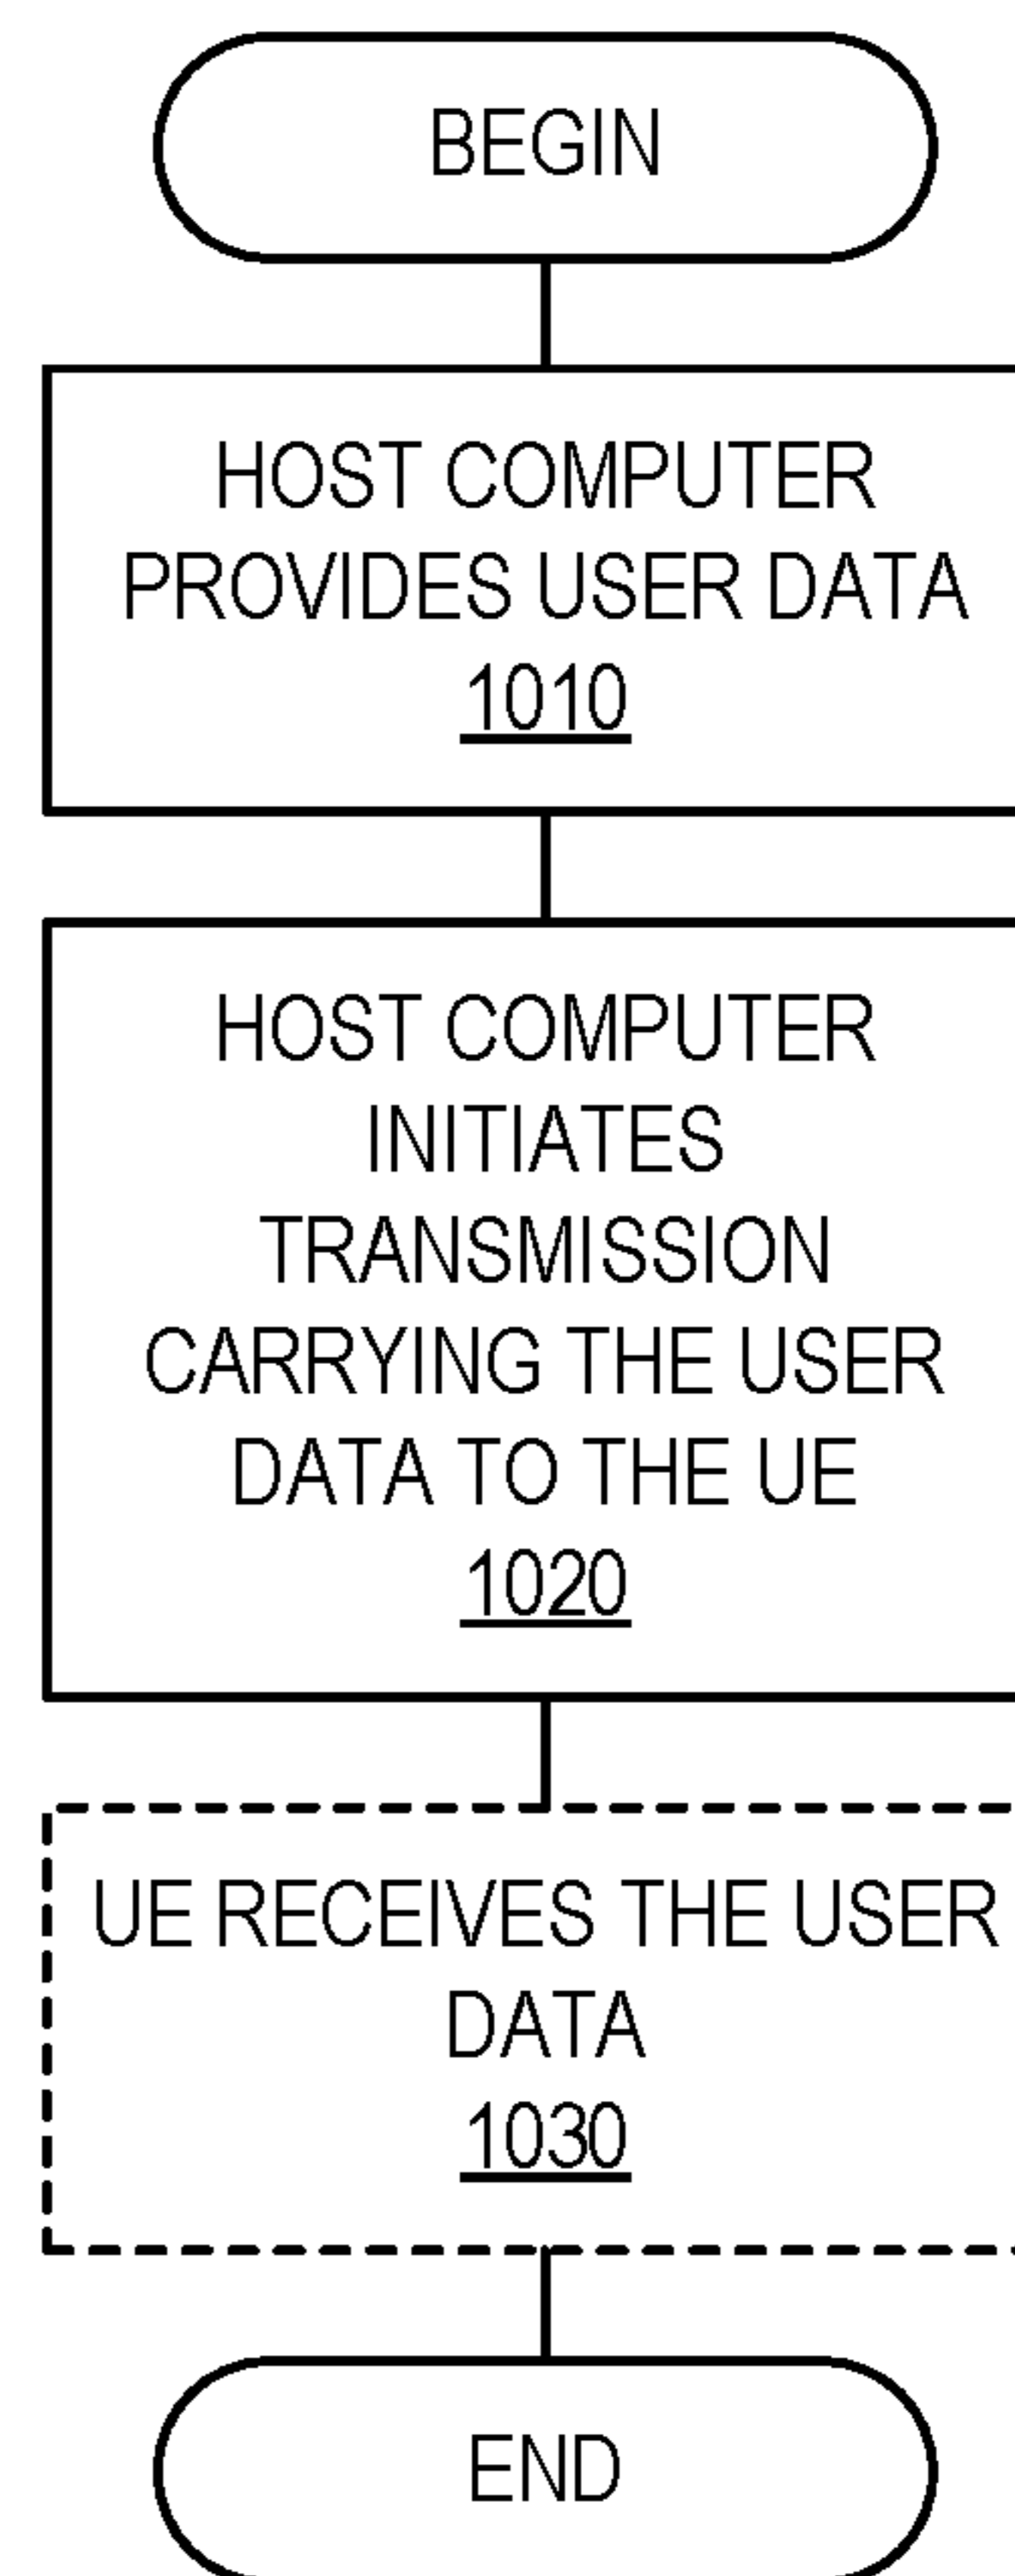 BEGIN
HOST COMPUTER
PROVIDES USER DATA
1010
HOST COMPUTER
INITIATES
TRANSMISSION
CARRYING THE USER
DATA TO THE UE
1020
UE RECEIVES THE USER
DATA
1030
END